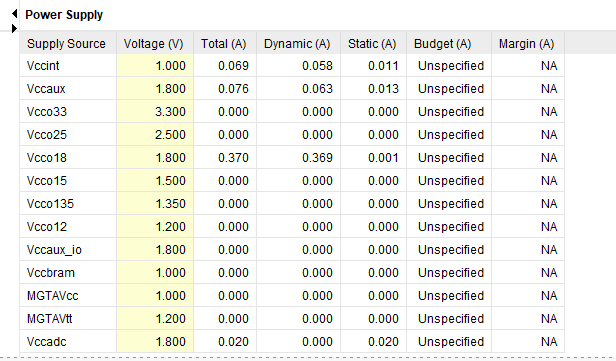 Power Supply
Supply Source Voltage (V) Total (A) Dynamic (A) Static (A) Budget (A) Margin (A)
Vccint 1.000 0.069 0.058 0.011 Unspecified NA
Vccaux 1.800 0.076 0.063 0.013 Unspecified NA
Vcco33 3.300 0.000 0.000 0.000 Unspecified NA
Vcco25 2.500 0.000 0.000 0.000 Unspecified NA
Vcco18 1.800 0.370 0.369 0.001 Unspecified NA
Vcco15 1.500 0.000 0.000 0.000 Unspecified NA
Vcco135 1.350 0.000 0.000 0.000 Unspecified NA
Vcco12 1.200 0.000 0.000 0.000 Unspecified NA
Vccaux_io 1.800 0.000 0.000 0.000 Unspecified NA
Vccbram 1.000 0.000 0.000 0.000 Unspecified NA
MGTAVcc 1.000 0.000 0.000 0.000 Unspecified NA
MGTAVtt 1.200 0.000 0.000 0.000 Unspecified NA
Vccadc 1.800 0.020 0.000 0.020 Unspecified NA